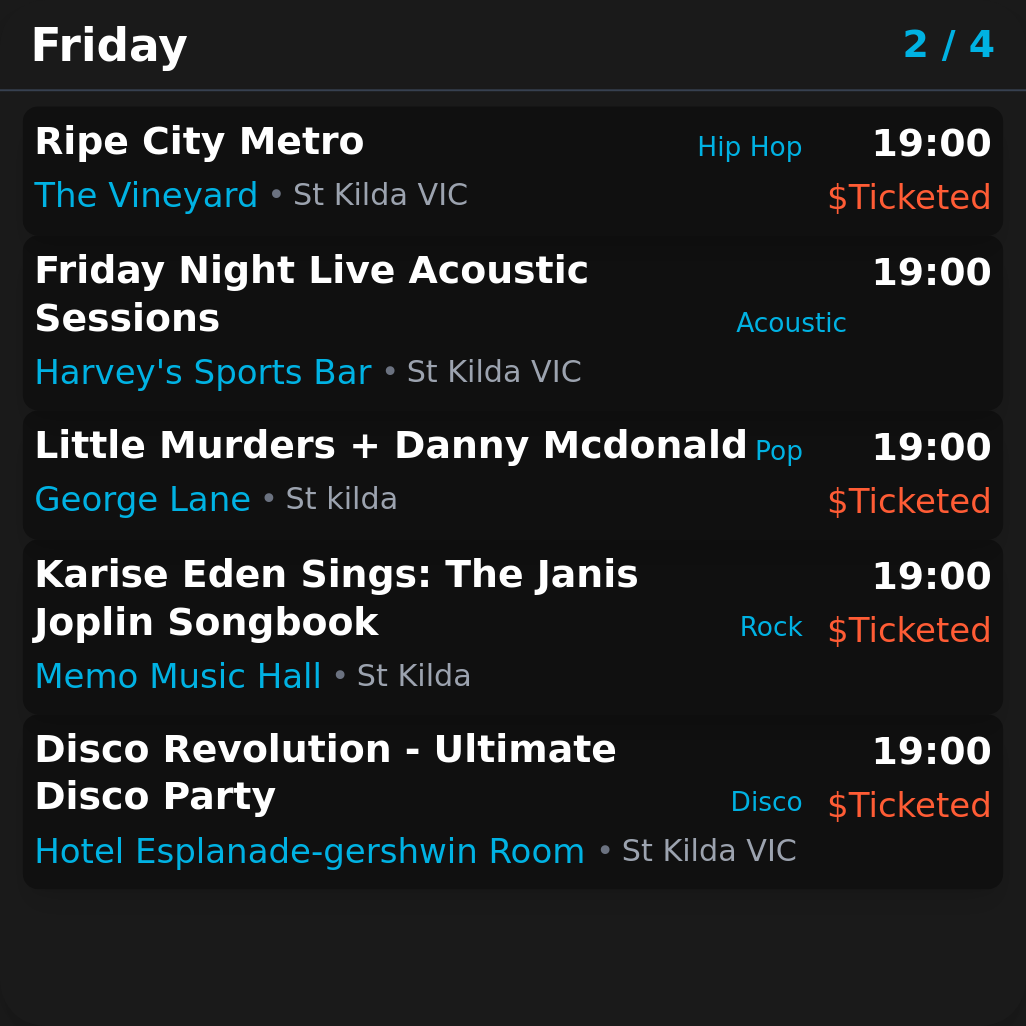 Friday 2 / 4
Ripe City Metro Hip Hop 19:00
The Vineyard • St Kilda VIC $Ticketed
Friday Night Live Acoustic 19:00
Sessions Acoustic
Harvey's Sports Bar • St Kilda VIC
Little Murders + Danny Mcdonald Pop 19:00
George Lane • St kilda $Ticketed
Karise Eden Sings: The Janis 19:00
Joplin Songbook Rock $Ticketed
Memo Music Hall • St Kilda
Disco Revolution - Ultimate 19:00
Disco Party Disco $Ticketed
Hotel Esplanade-gershwin Room • St Kilda VIC